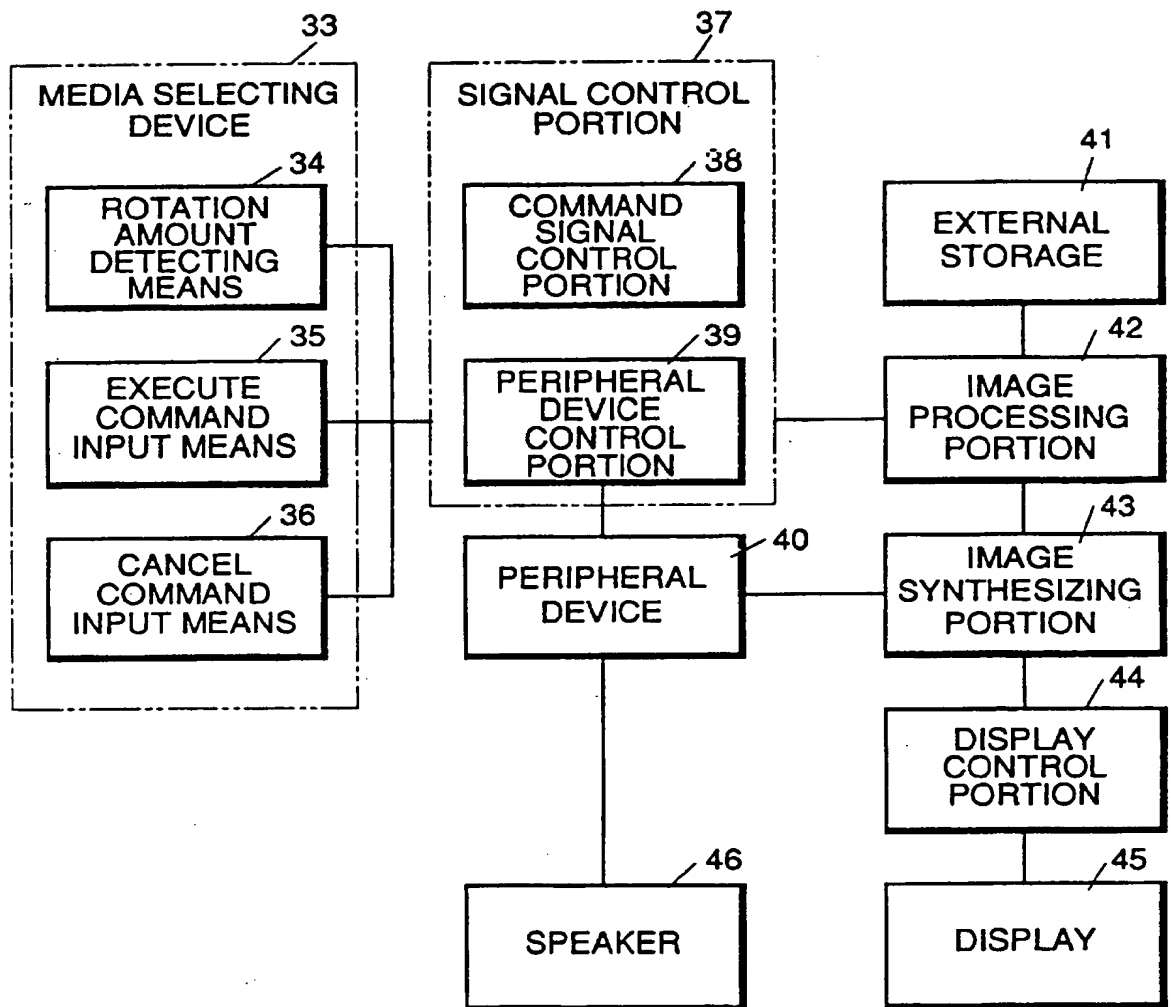 33
MEDIA SELECTING
DEVICE
34
ROTATION
AMOUNT
DETECTING
MEANS
35
EXECUTE
COMMAND
INPUT MEANS
36
CANCEL
COMMAND
INPUT MEANS
37
SIGNAL CONTROL
PORTION
38
COMMAND
SIGNAL
CONTROL
PORTION
39
PERIPHERAL
DEVICE
CONTROL
PORTION
40
PERIPHERAL
DEVICE
46
SPEAKER
41
EXTERNAL
STORAGE
42
IMAGE
PROCESSING
PORTION
43
IMAGE
SYNTHESIZING
PORTION
44
DISPLAY
CONTROL
PORTION
45
DISPLAY